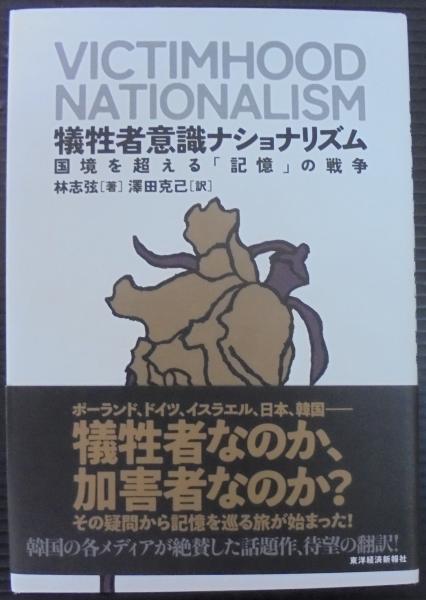 VICTIMHOOD
NATIONALISM
犠牲者意識ナショナリズム
国境を超える「記憶」の戦争
林志弦[著] 澤田克己[訳]
ポーランド、ドイツ、イスラエル、日本、韓国――
犠牲者なのか、
加害者なのか?
その疑問から記憶を巡る旅が始まった!
韓国の各メディアが絶賛した話題作、待望の翻訳!
東洋経済新報社